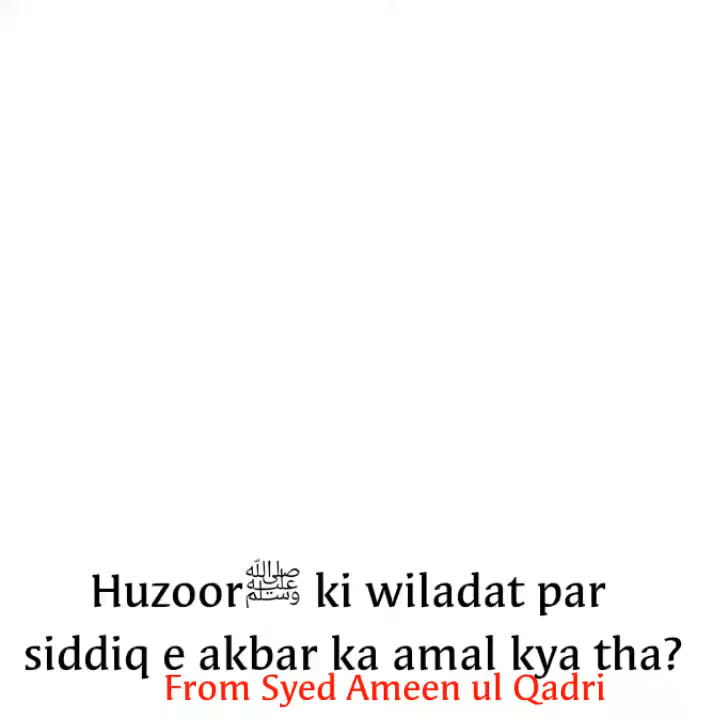 Huzoorﷺ ki wiladat par
siddiq e akbar ka amal kya tha?
From Syed Ameen ul Qadri